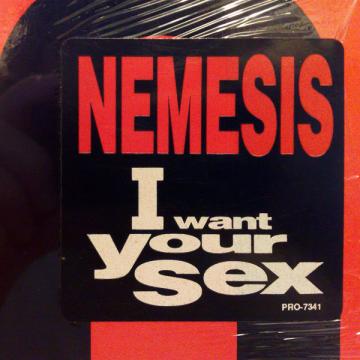 NEMESIS
I want
your
sex
PRO-7341